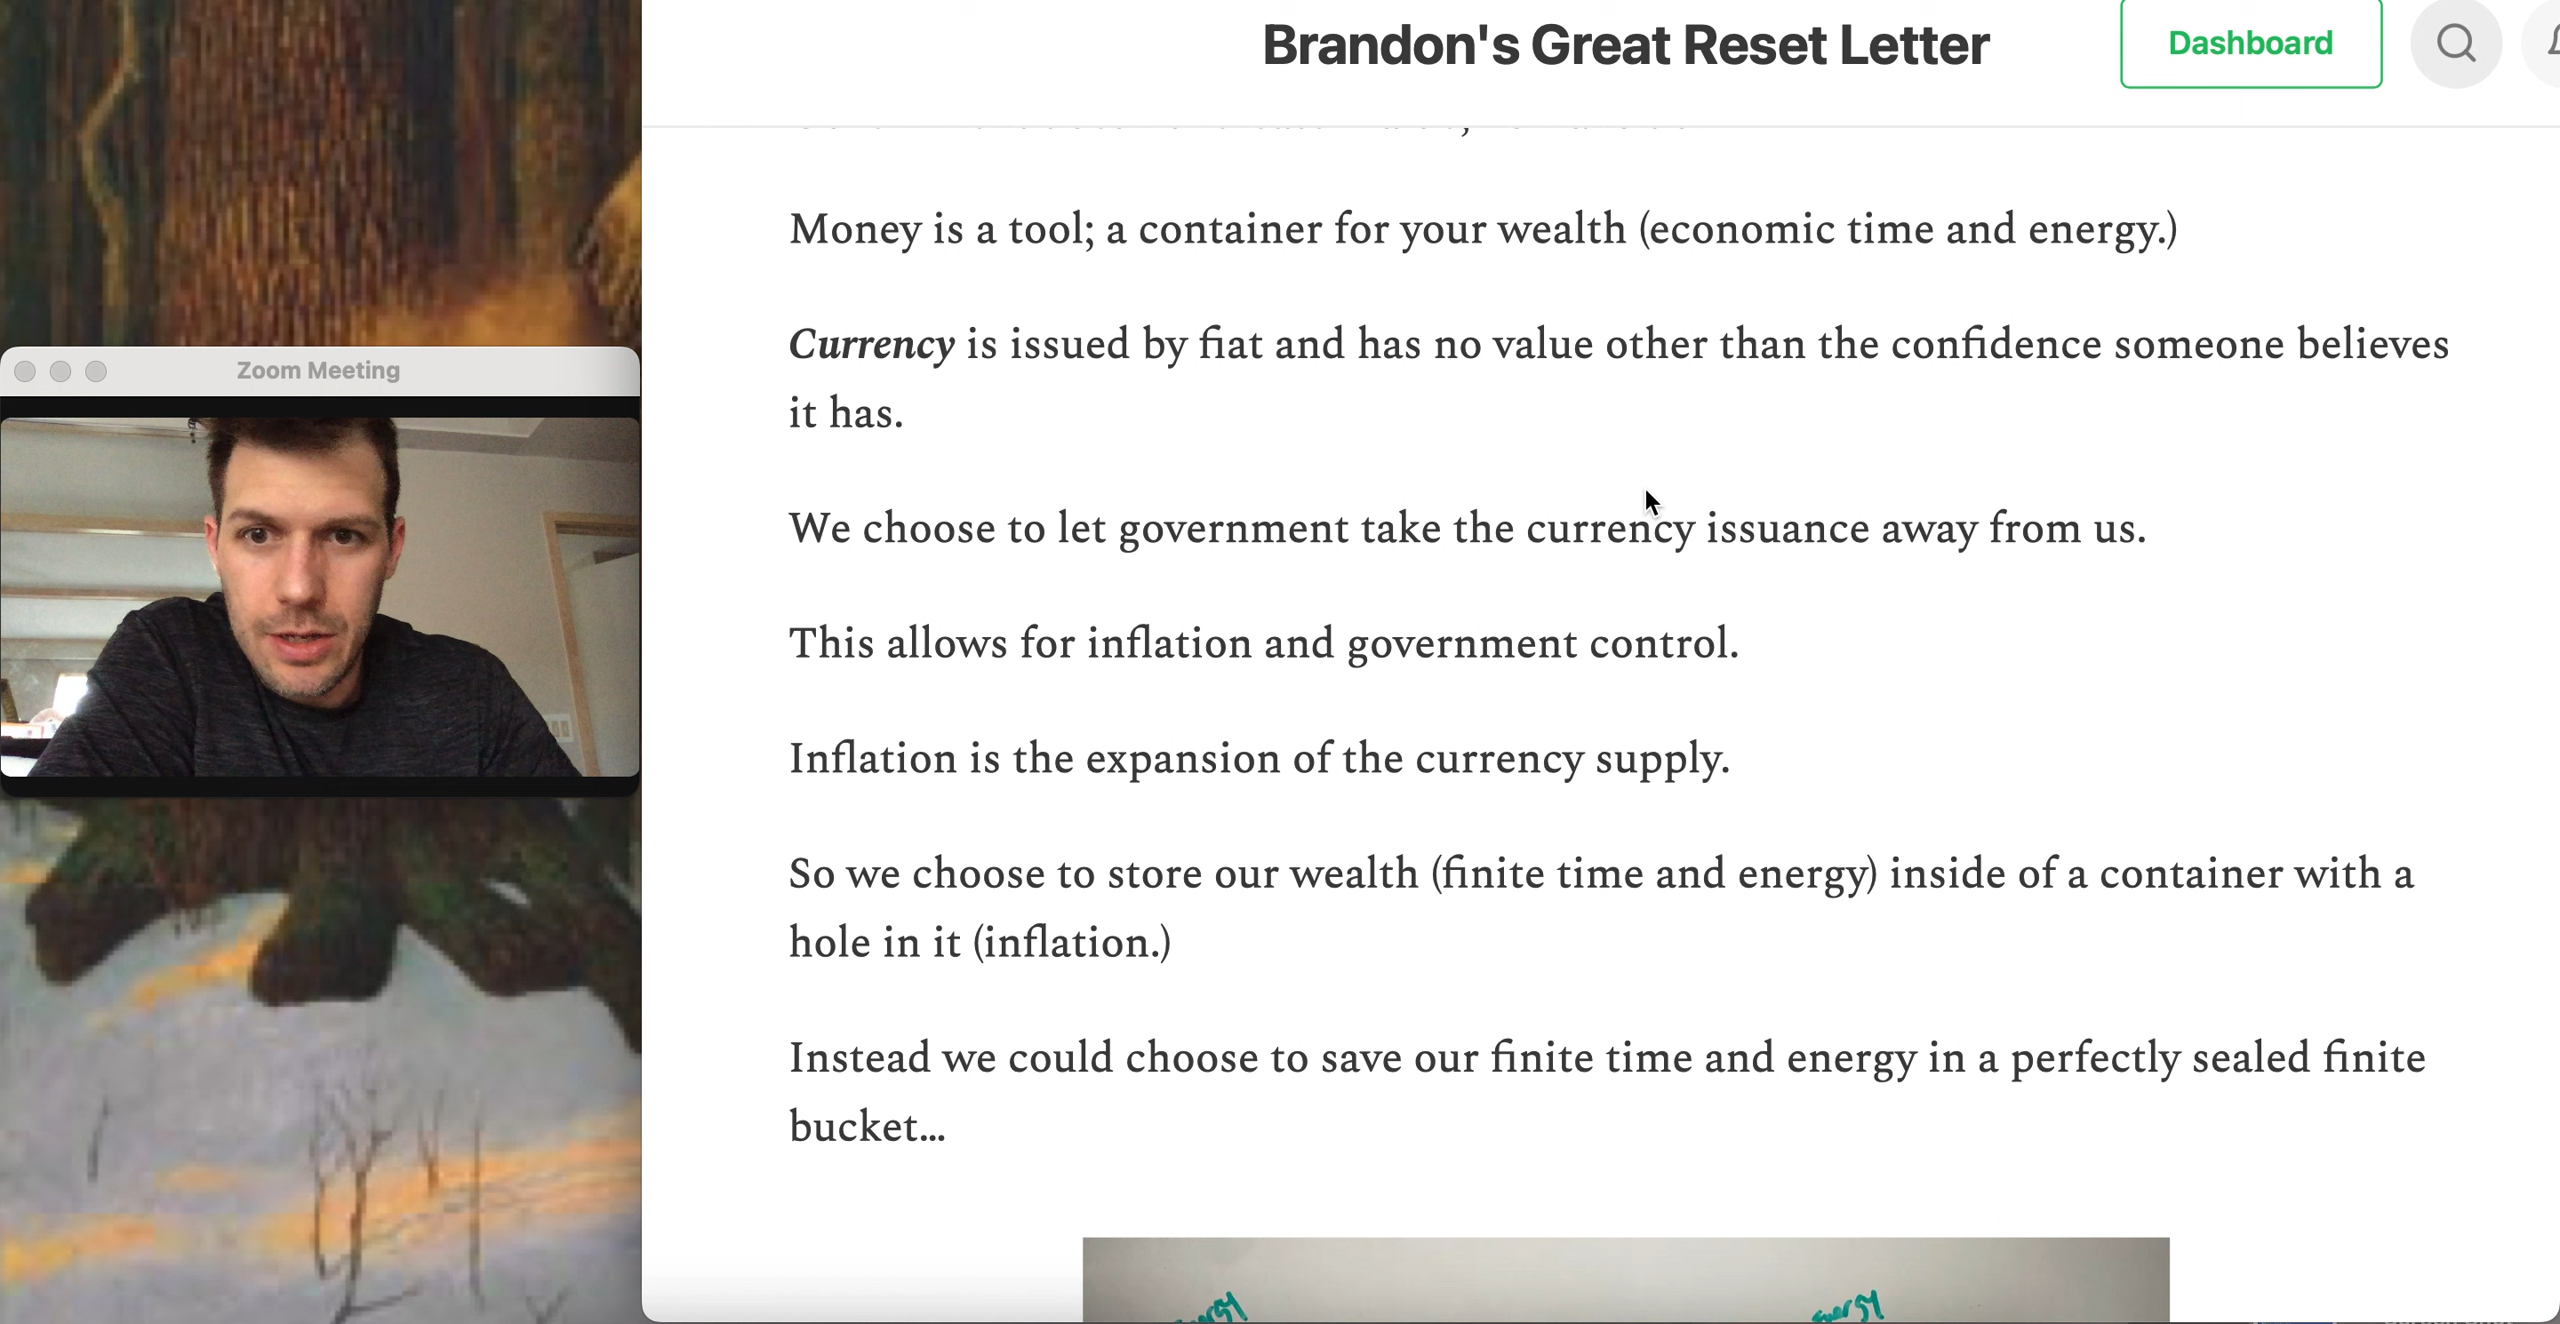 Brandon's Great Reset Letter
Dashboard
Money is a tool; a container for your wealth (economic time and energy.)
Currency is issued by fiat and has no value other than the confidence someone believes
it has.
We choose to let government take the currency issuance away from us.
This allows for inflation and government control.
Inflation is the expansion of the currency supply.
So we choose to store our wealth (finite time and energy) inside of a container with a
hole in it (inflation.)
Instead we could choose to save our finite time and energy in a perfectly sealed finite
bucket...
energy
Zoom Meeting